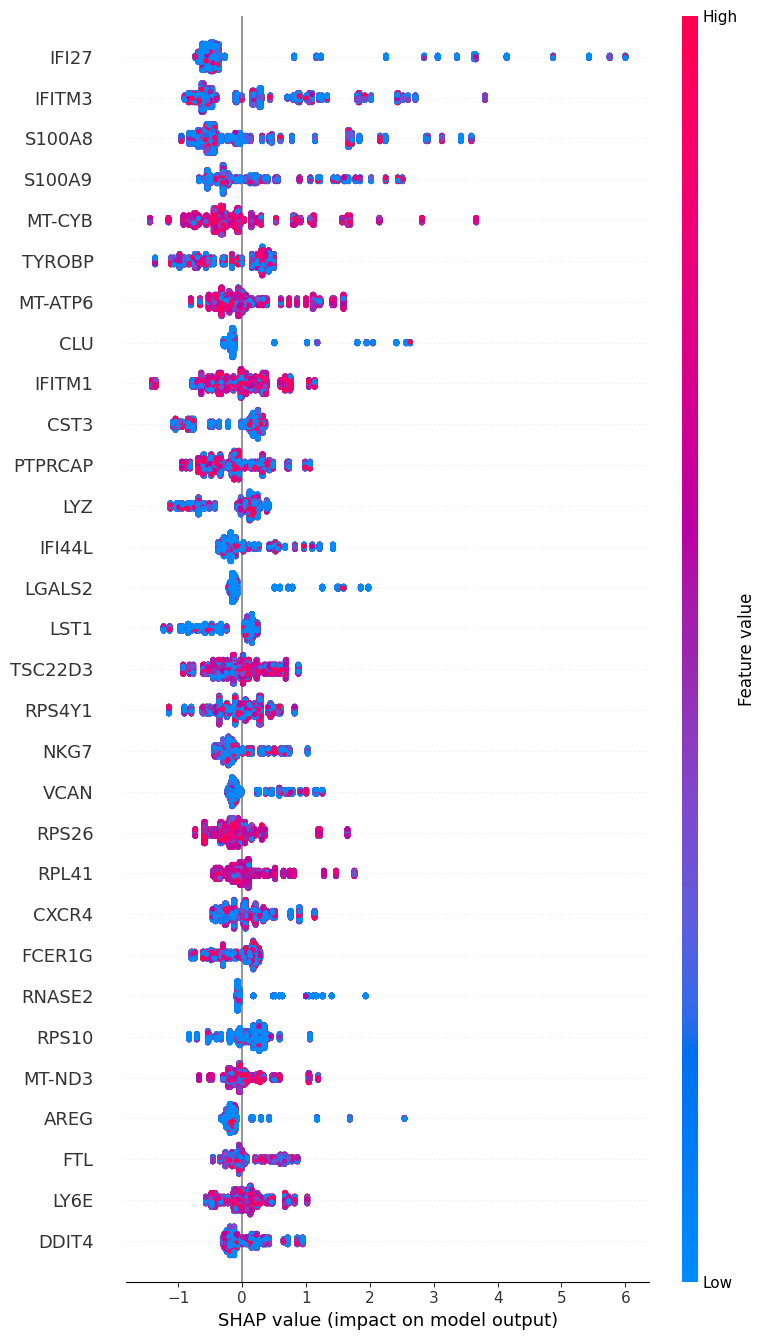 High
IFI27
IFITM3
S100A8
S100A9
MT-CYB
TYROBP
MT-ATP6
CLU
IFITM1
CST3
PTPRCAP
LYZ
IFI44L
LGALS2
LST1
TSC22D3
RPS4Y1
NKG7
VCAN
RPS26
RPL41
CXCR4
FCER1G
RNASE2
RPS10
MT-ND3
AREG
FTL
LY6E
DDIT4
Feature value
Low
−1 0 1 2 3 4 5 6
SHAP value (impact on model output)